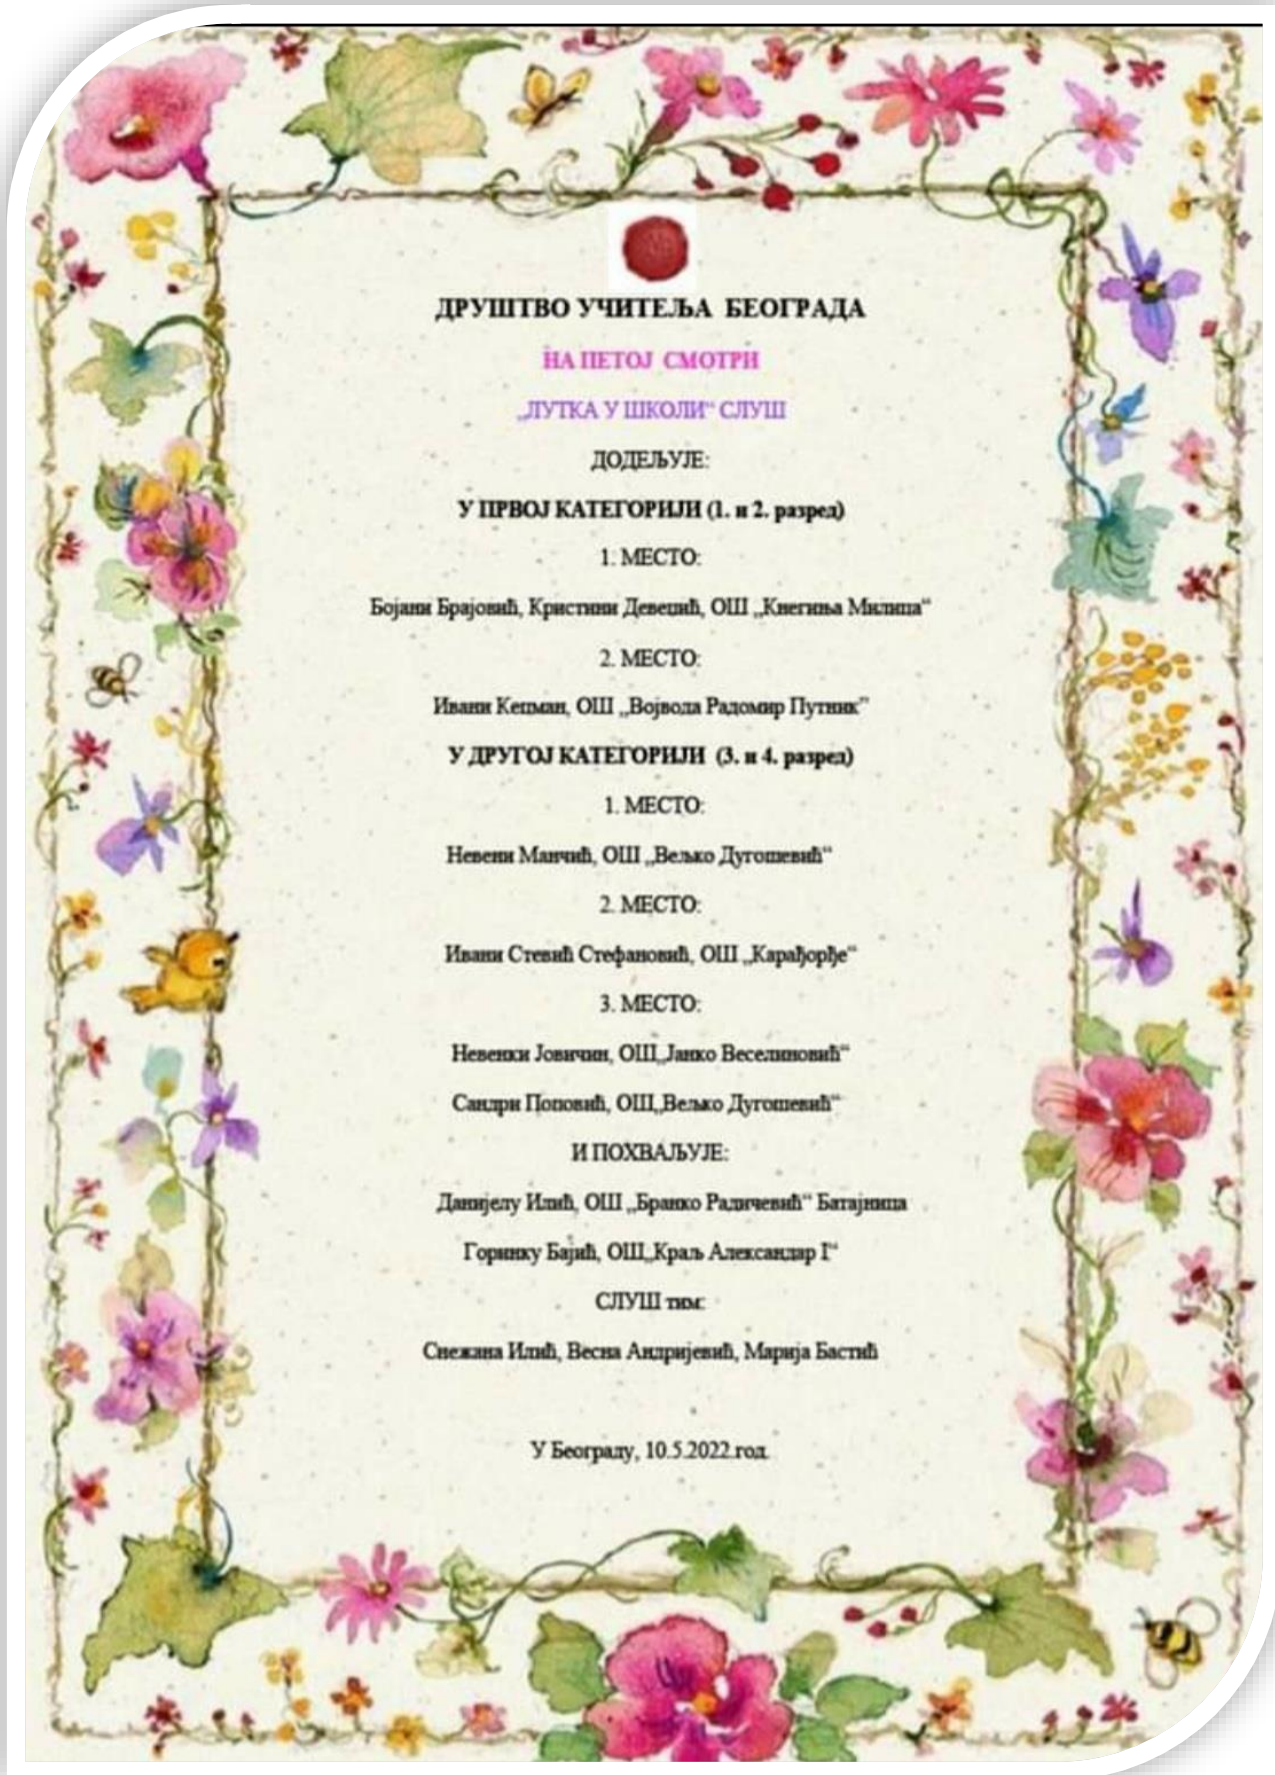 ДРУШТВО УЧИТЕЉА БЕОГРАДА
НА ПЕТОЈ СМОТРИ
„ЛУТКА У ШКОЛИ“ СЛУШ
ДОДЕЉУЈЕ:
У ПРВОЈ КАТЕГОРИЈИ (1. и 2. разред)
1. МЕСТО:
Бојани Брајовић, Кристини Девеџић, ОШ „Кнегиња Милица“
2. МЕСТО:
Ивани Кецман, ОШ „Војвода Радомир Путник”
У ДРУГОЈ КАТЕГОРИЈИ (3. и 4. разред)
1. МЕСТО:
Невени Манчић, ОШ „Вељко Дугошевић“
2. МЕСТО:
Ивани Стевић Стефановић, ОШ „Карађорђе“
3. МЕСТО:
Невенки Јовичин, ОШ„Јанко Веселиновић“
Сандри Поповић, ОШ„Вељко Дугошевић“
И ПОХВАЉУЈЕ:
Данијелу Илић, ОШ „Бранко Радичевић“ Батајница
Горинку Бајић, ОШ„Краљ Александар I“
СЛУШ тим:
Снежана Илић, Весна Андријевић, Марија Бастић
У Београду, 10.5.2022.год.